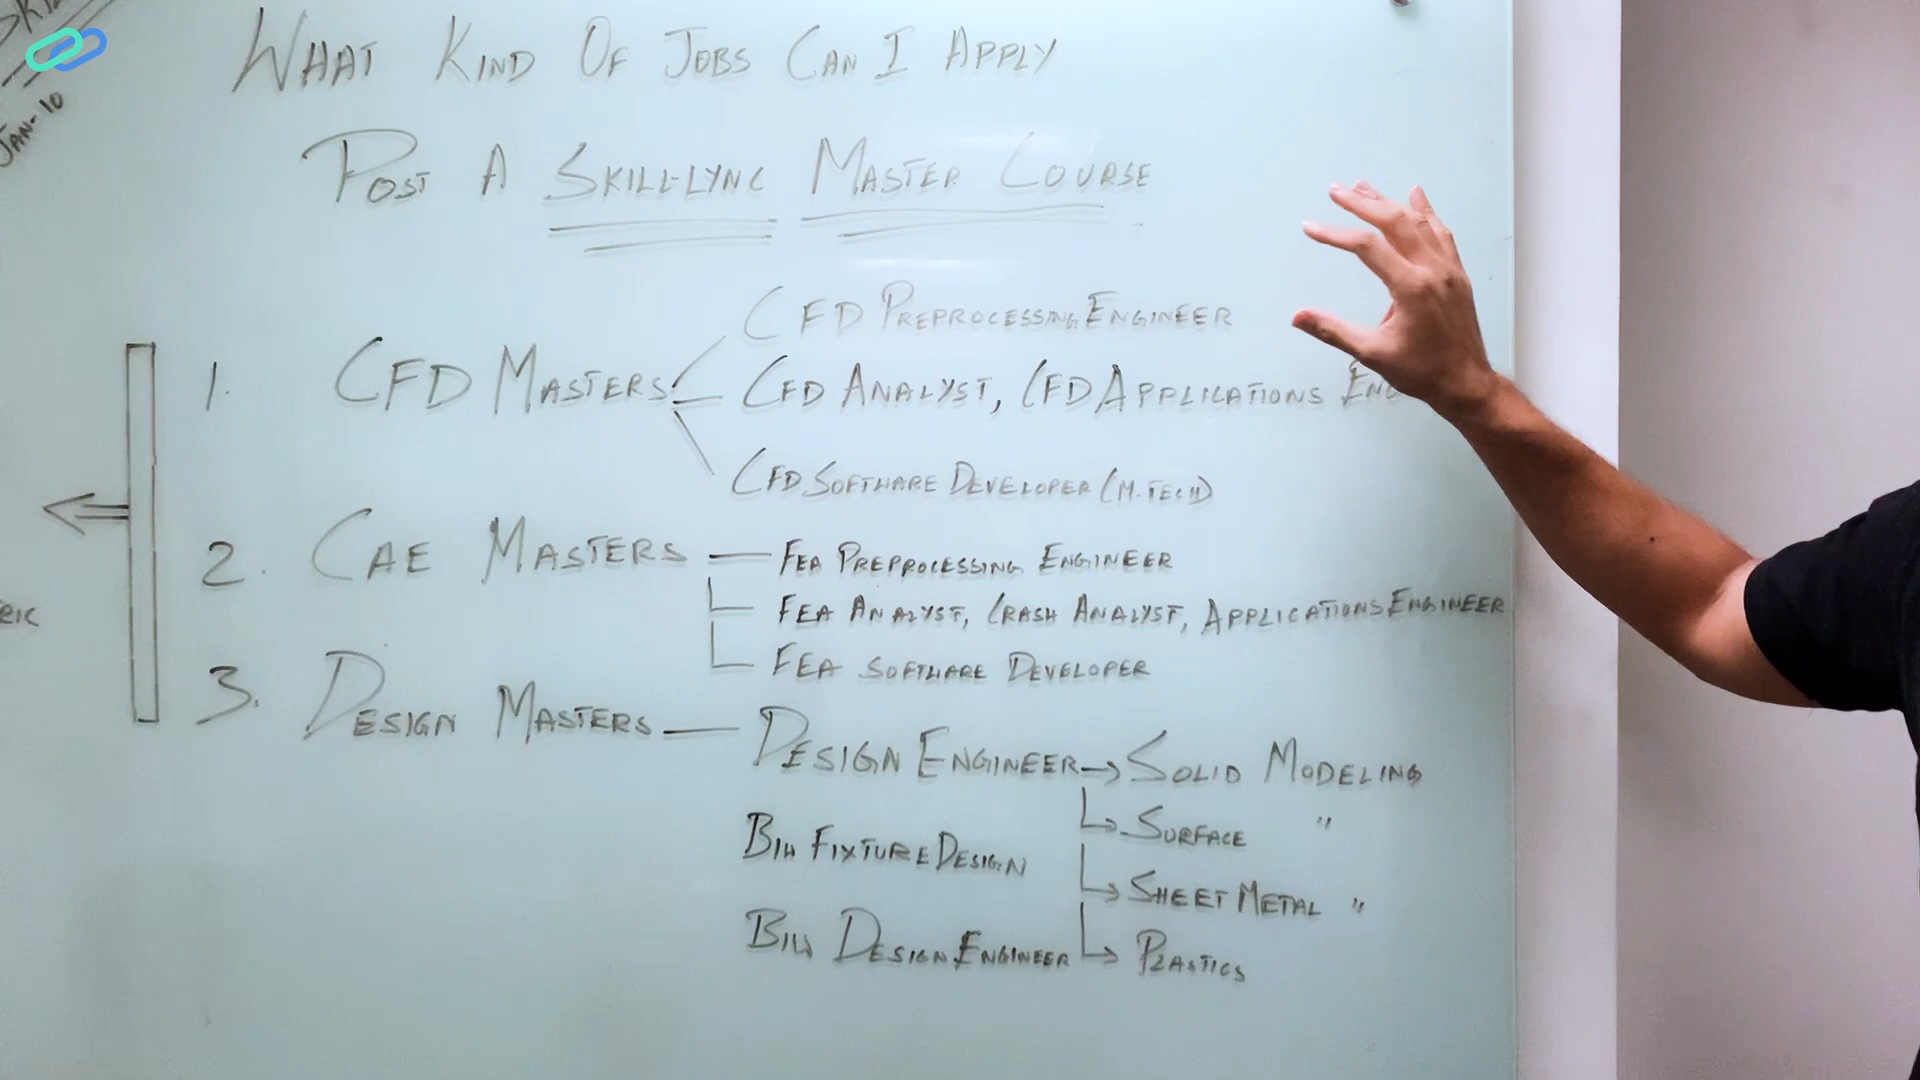 JAN-10
WHAT KIND OF JOBS CAN I APPLY
POST A SKILL-LYNC MASTER COURSE
CFD PREPROCESSING ENGINEER
1. CFD MASTERS
CFD ANALYST, CFD APPLICATIONS ENG
CFD SOFTWARE DEVELOPER (M.TECH)
2. CAE MASTERS
FEA PREPROCESSING ENGINEER
FEA ANALYST, CRASH ANALYST, APPLICATIONS ENGINEER
FEA SOFTWARE DEVELOPER
3. DESIGN MASTERS
DESIGN ENGINEER → SOLID MODELING
SURFACE "
BIW FIXTURE DESIGN
SHEET METAL "
BIW DESIGN ENGINEER
PLASTICS